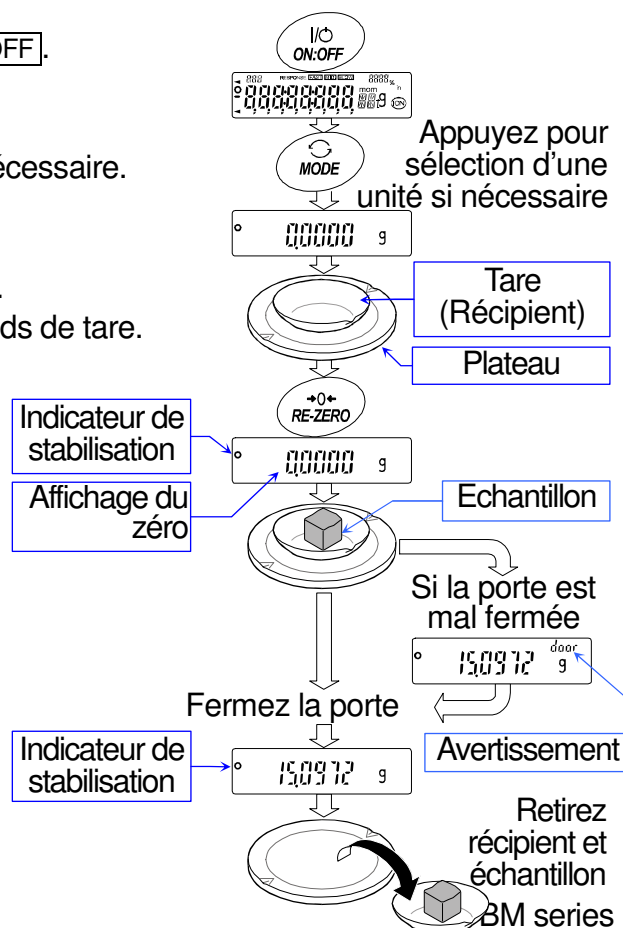 OFF.
I/⏻
ON:OFF
RESPONSE
MODE
écessaire.
Appuyez pour
sélection d'une
unité si nécessaire
0.0000 g
.
ds de tare.
Tare
(Récipient)
Plateau
→0←
RE-ZERO
Indicateur de
stabilisation
0.0000 g
Affichage du
zéro
Echantillon
Si la porte est
mal fermée
door
15.0972 g
Fermez la porte
Avertissement
Indicateur de
stabilisation
15.0972 g
Retirez
récipient et
échantillon
BM series